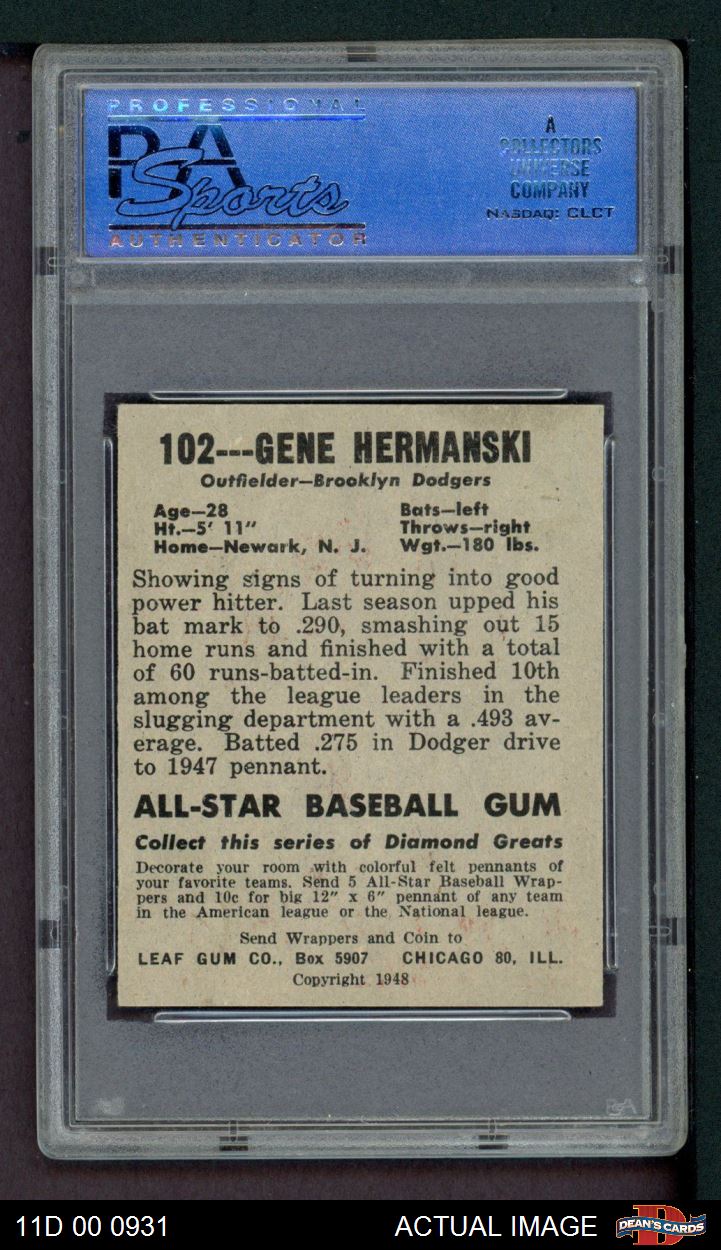 PROFESSIONAL
PSA
Sports
AUTHENTICATOR
A
COLLECTORS
UNIVERSE
COMPANY
NASDAQ: CLCT
102---GENE HERMANSKI
Outfielder—Brooklyn Dodgers
Age—28 Bats—left
Ht.—5' 11" Throws—right
Home—Newark, N. J. Wgt.—180 lbs.
Showing signs of turning into good
power hitter. Last season upped his
bat mark to .290, smashing out 15
home runs and finished with a total
of 60 runs-batted-in. Finished 10th
among the league leaders in the
slugging department with a .493 av-
erage. Batted .275 in Dodger drive
to 1947 pennant.
ALL-STAR BASEBALL GUM
Collect this series of Diamond Greats
Decorate your room with colorful felt pennants of
your favorite teams. Send 5 All-Star Baseball Wrap-
pers and 10c for big 12" x 6" pennant of any team
in the American league or the National league.
Send Wrappers and Coin to
LEAF GUM CO., Box 5907 CHICAGO 80, ILL.
Copyright 1948
PSA
11D 00 0931 ACTUAL IMAGE DEAN'S CARDS